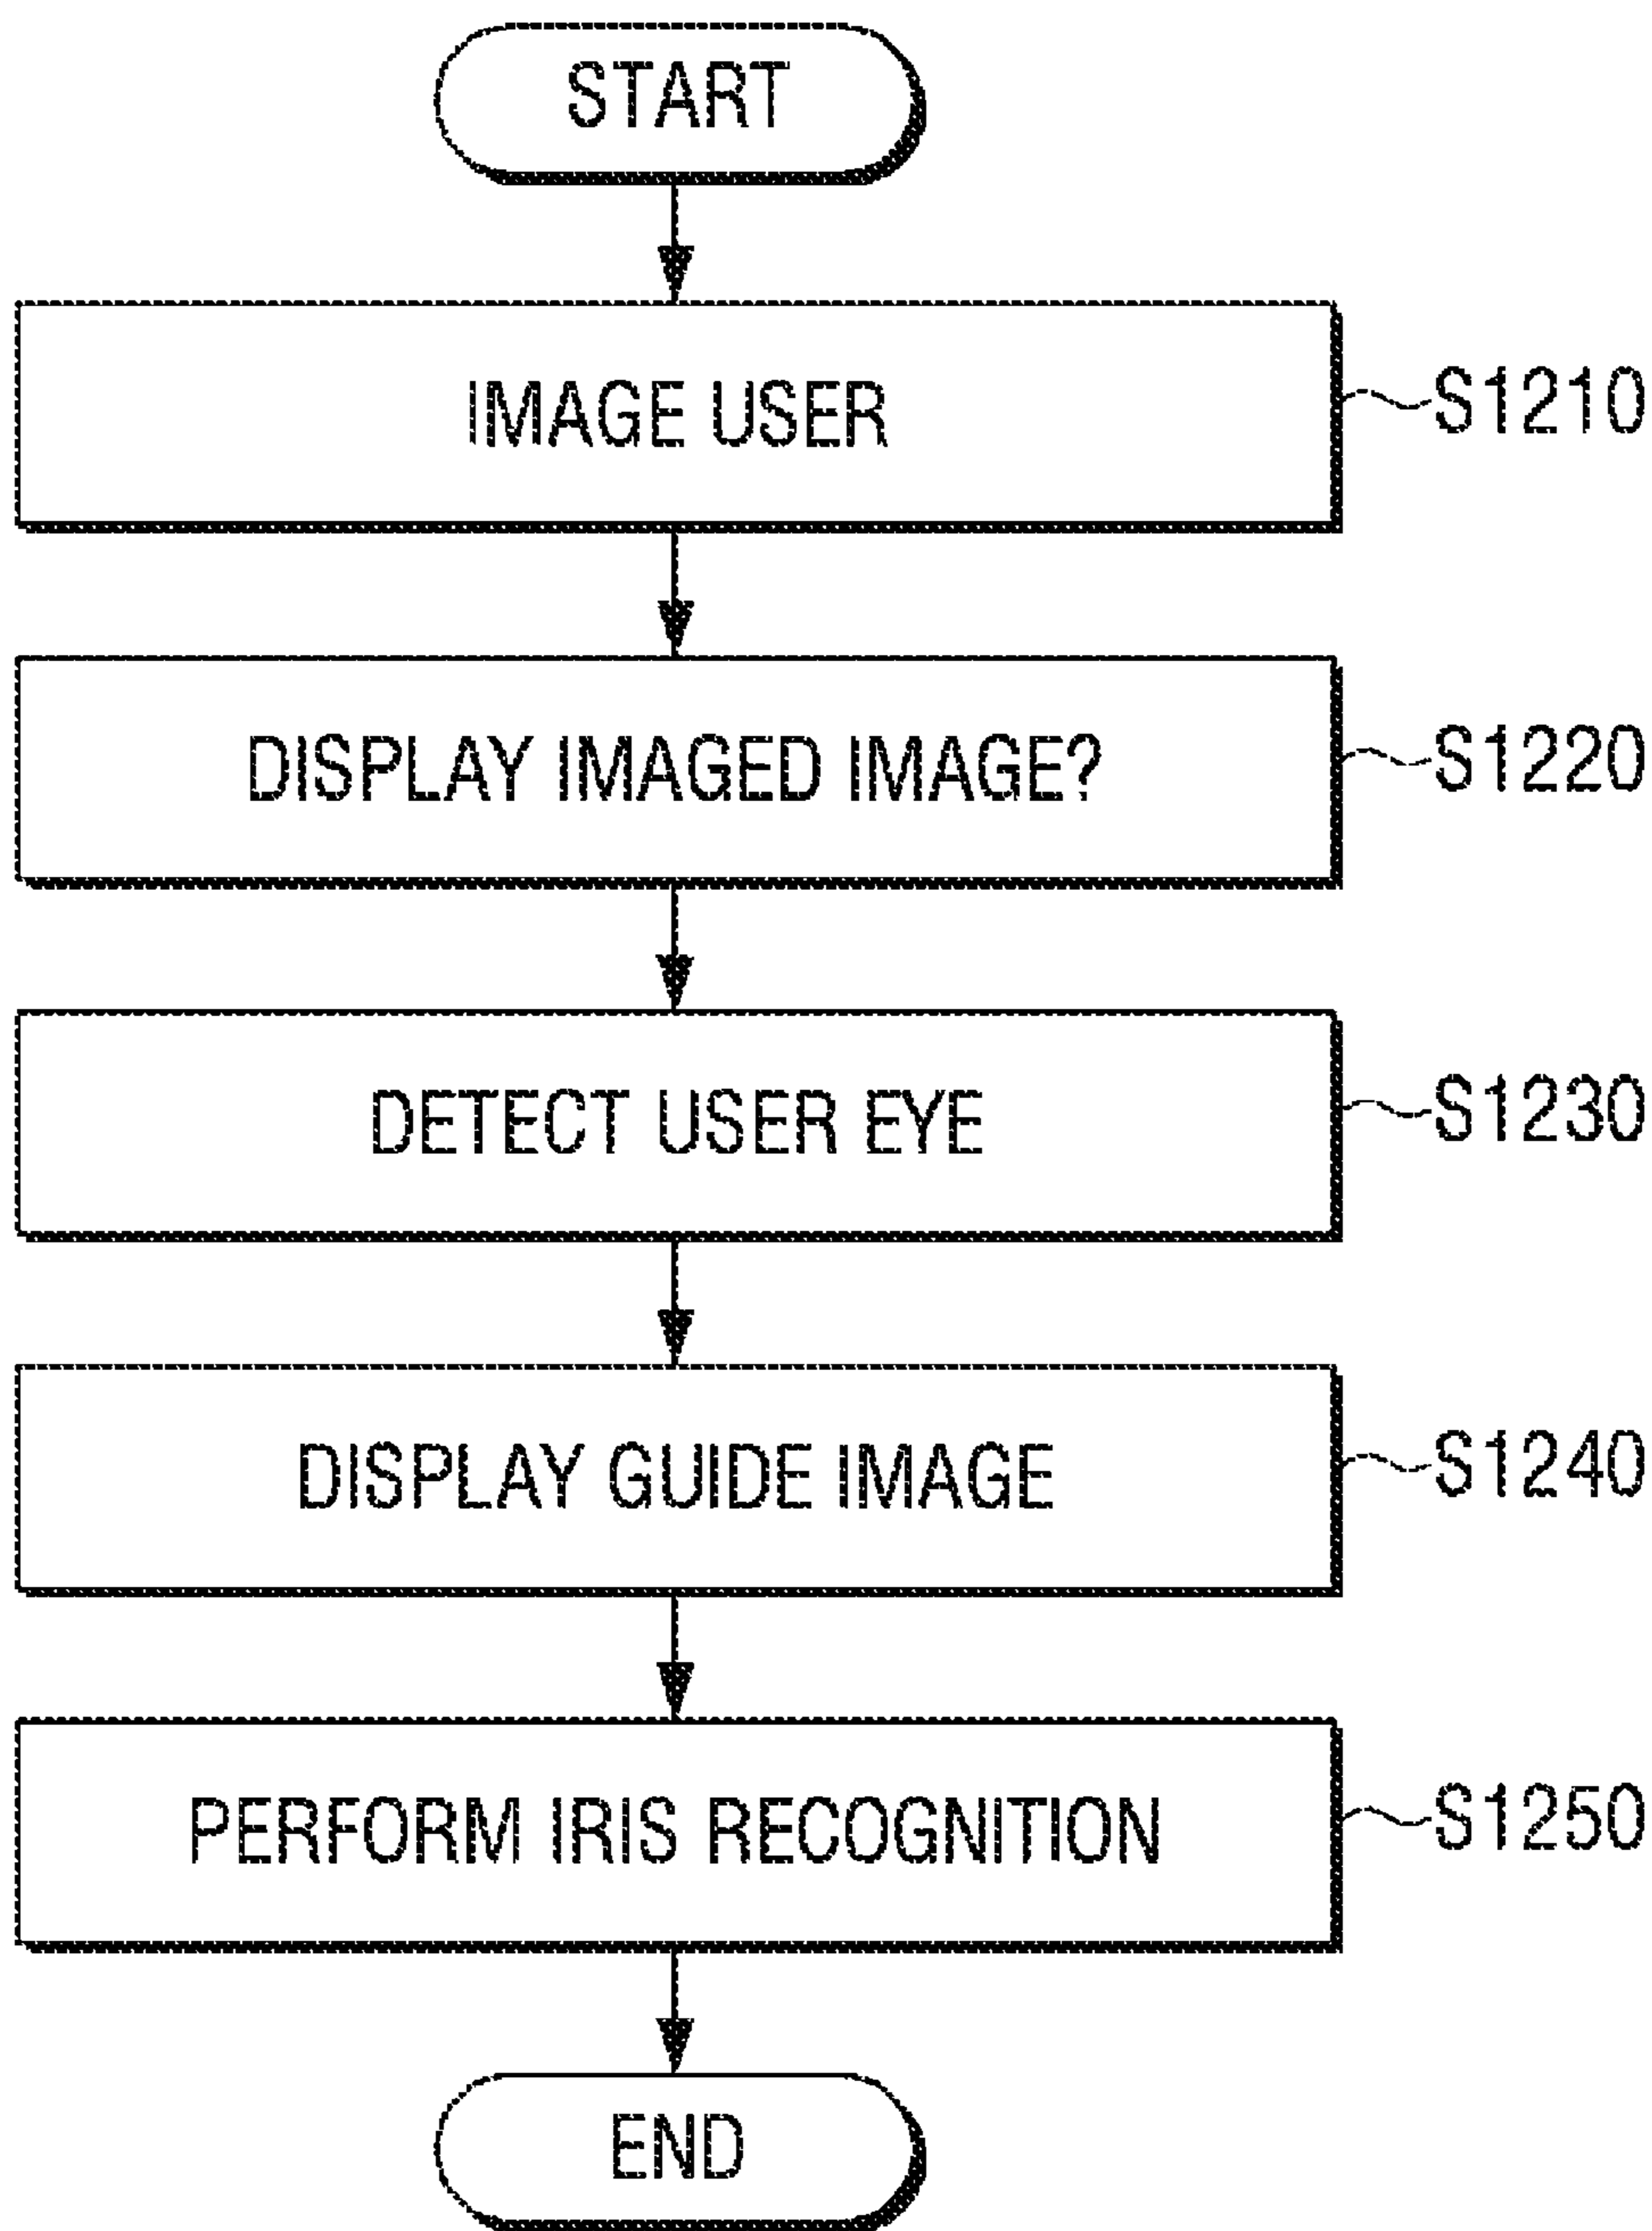 START
IMAGE USER
S1210
DISPLAY IMAGED IMAGE?
S1220
DETECT USER EYE
S1230
DISPLAY GUIDE IMAGE
S1240
PERFORM IRIS RECOGNITION
S1250
END